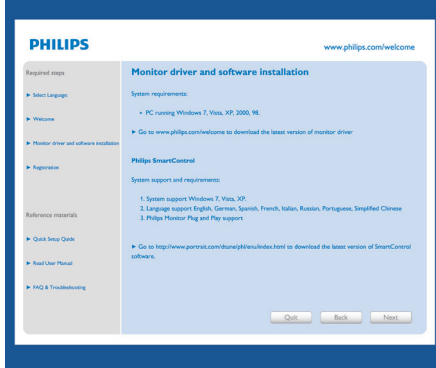 PHILIPS
www.philips.com/welcome
Required steps
► Select Language:
► Welcome
► Monitor driver and software installation
► Registration
Reference materials
► Quick Setup Quide
► Read User Manual
► FAQ & Troubleshooting
Monitor driver and software installation
System requirements:
• PC running Windows 7, Vista, XP, 2000, 98.
► Go to www.philips.com/welcome to download the latest version of monitor driver
Philips SmartControl
System support and requirements:
1. System support Windows 7, Vista, XP.
2. Language support English, German, Spanish, French, Italian, Russian, Portuguese, Simplified Chinese
3. Philips Monitor Plug and Play support
► Go to http://www.portrait.com/dtune/phl/enu/index.html to download the latest version of SmartControl
software.
Quit Back Next